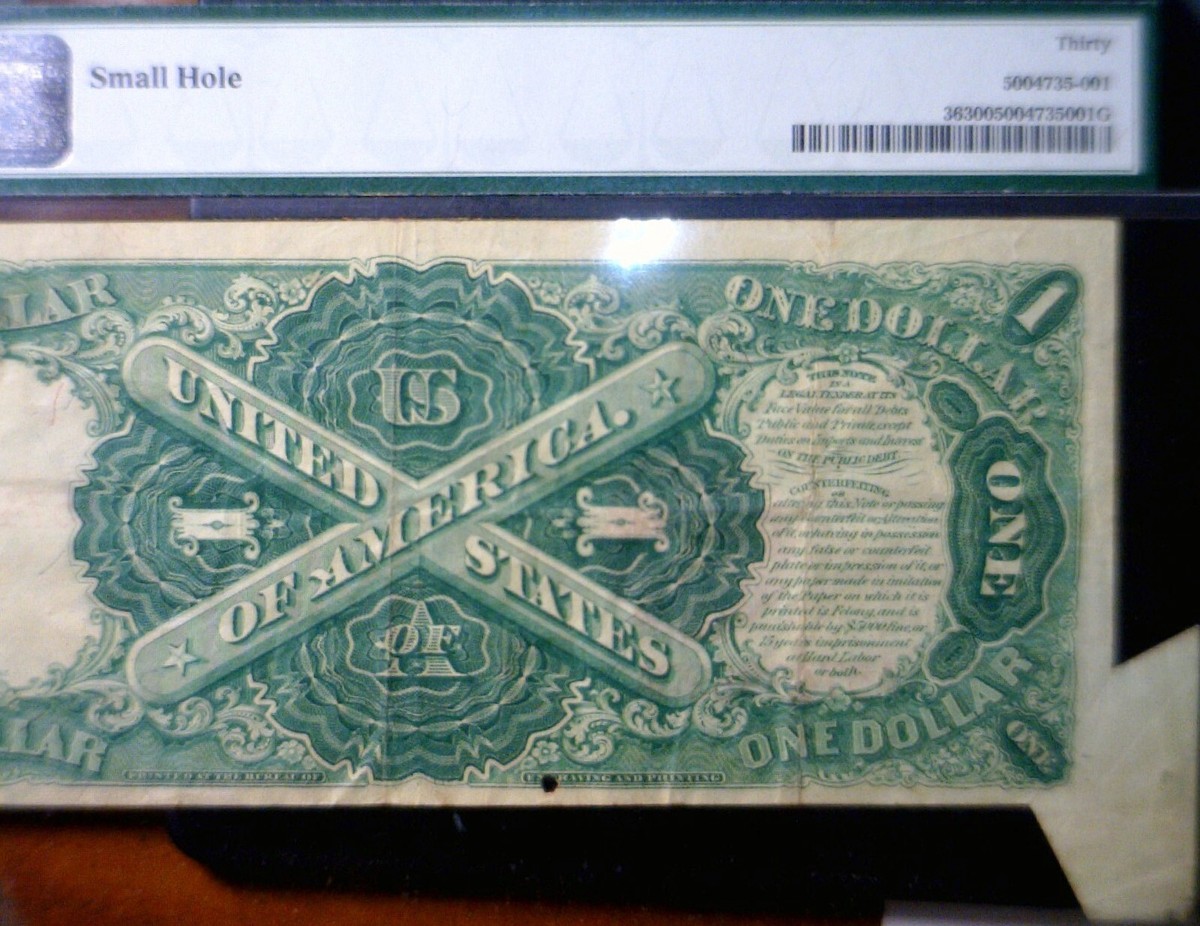 Thirty
Small Hole
5004735-001
363005004735001G
LAR
ONE DOLLAR
1
US
UNITED
STATES
OF AMERICA.
1
1
OF
A
THIS NOTE
IS A
LEGAL TENDER AT ITS
Face Value for all Debts
Public and Private except
Duties on Imports and Interest
ON THE PUBLIC DEBT.
COUNTERFEITING
or
altering this Note or passing
any counterfeit or Alteration
of it, or having in possession
any false or counterfeit
plate or impression of it, or
any paper made in imitation
of the Paper on which it is
printed is Felony, and is
punishable by $5000 fine, or
15 years imprisonment
at Hard Labor
or both.
ONE
LAR
ONE DOLLAR
ONE
PRINTED AT THE BUREAU OF
ENGRAVING AND PRINTING